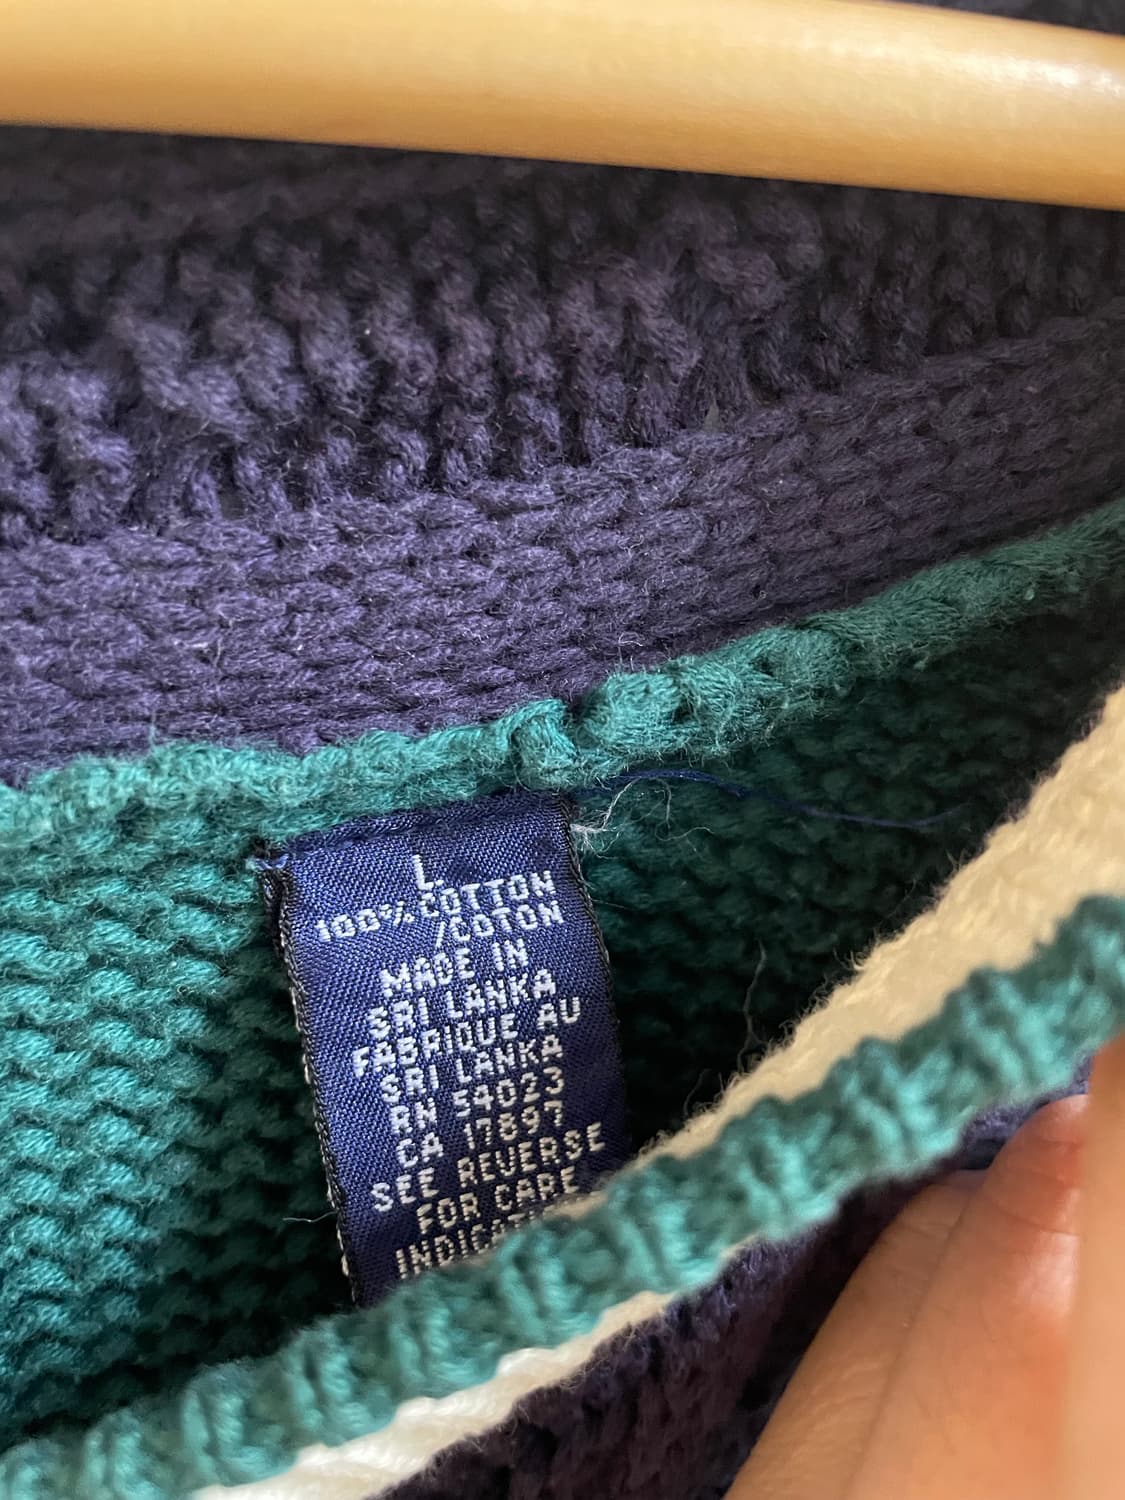 L.
100% COTTON
/COTON
MADE IN
SRI LANKA
FABRIQUE AU
SRI LANKA
RN 54023
CA 17897
SEE REVERSE
FOR CARE